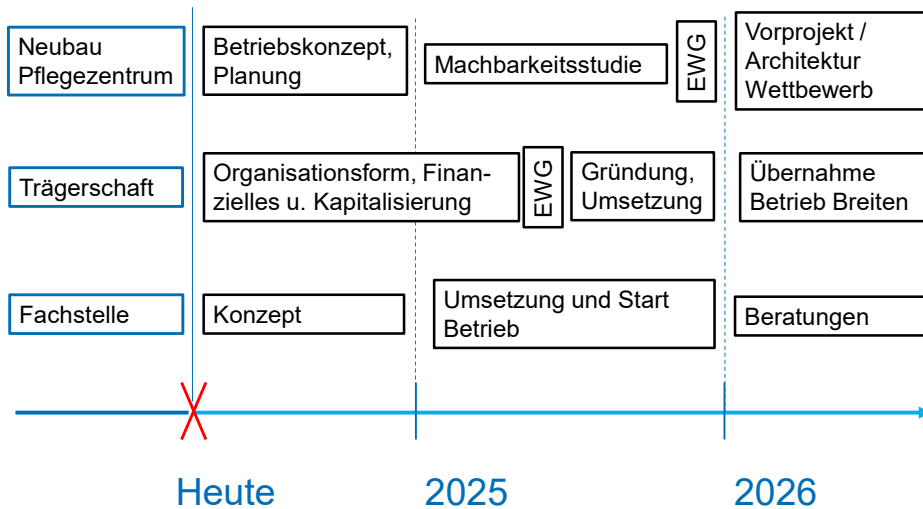 Neubau
Pflegezentrum
Betriebskonzept,
Planung
Machbarkeitsstudie
EWG
Vorprojekt /
Architektur
Wettbewerb
Trägerschaft
Organisationsform, Finan-
zielles u. Kapitalisierung
EWG
Gründung,
Umsetzung
Übernahme
Betrieb Breiten
Fachstelle
Konzept
Umsetzung und Start
Betrieb
Beratungen
Heute
2025
2026